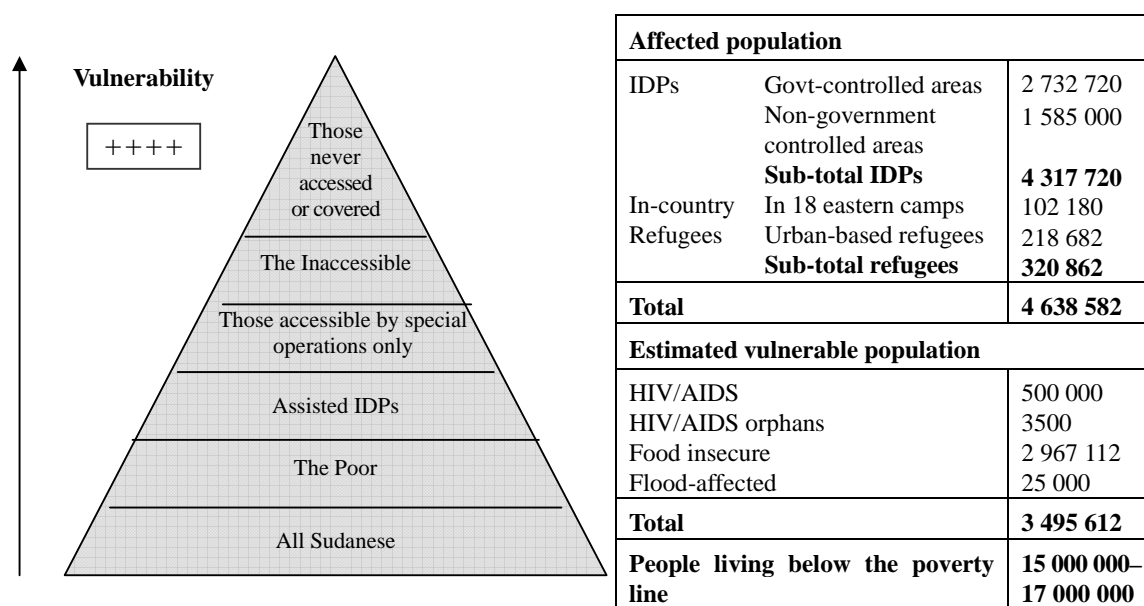 Vulnerability
++++
Those
never
accessed
or covered
The Inaccessible
Those accessible by special
operations only
Assisted IDPs
The Poor
All Sudanese
Affected population
IDPs Govt-controlled areas 2 732 720
Non-government 1 585 000
controlled areas
Sub-total IDPs 4 317 720
In-country In 18 eastern camps 102 180
Refugees Urban-based refugees 218 682
Sub-total refugees 320 862
Total 4 638 582
Estimated vulnerable population
HIV/AIDS 500 000
HIV/AIDS orphans 3500
Food insecure 2 967 112
Flood-affected 25 000
Total 3 495 612
People living below the poverty 15 000 000–
line 17 000 000